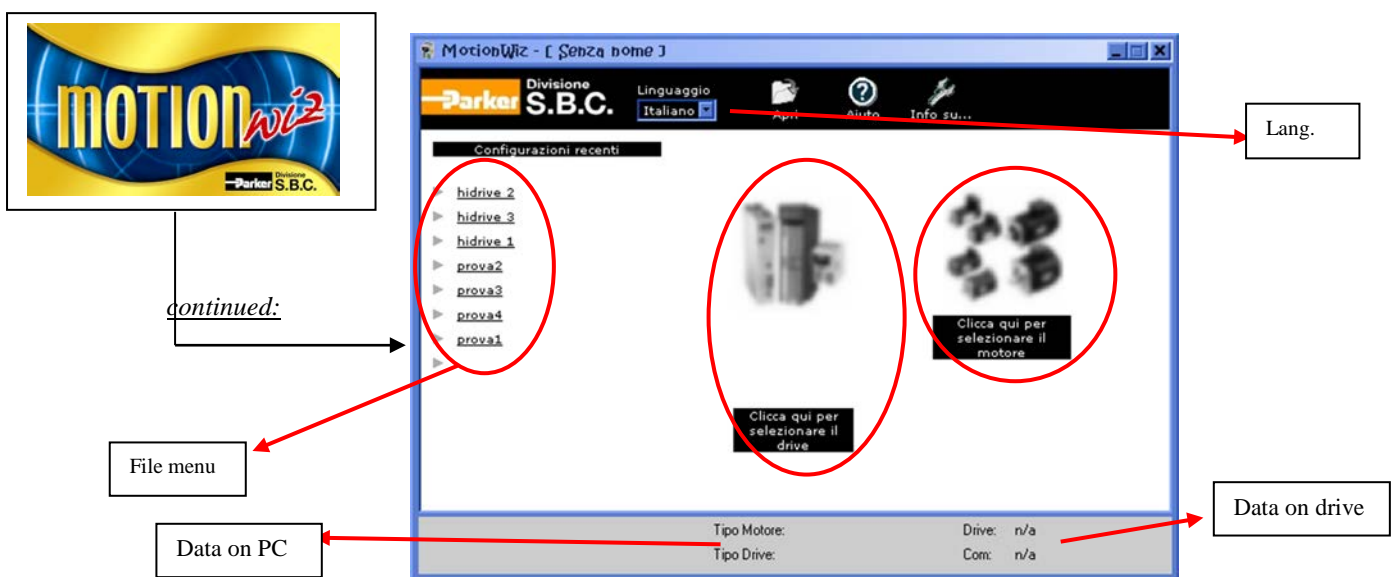 MOTIONwiz
Parker Divisione S.B.C.
continued:
MotionWiz - [ Senza nome ]
Parker Divisione S.B.C.
Linguaggio
Italiano
Apri
Aiuto
Info su...
Lang.
Configurazioni recenti
hidrive 2
hidrive 3
hidrive 1
prova2
prova3
prova4
prova1
Clicca qui per
selezionare il
drive
Clicca qui per
selezionare il
motore
File menu
Data on PC
Tipo Motore:
Tipo Drive:
Drive: n/a
Com: n/a
Data on drive